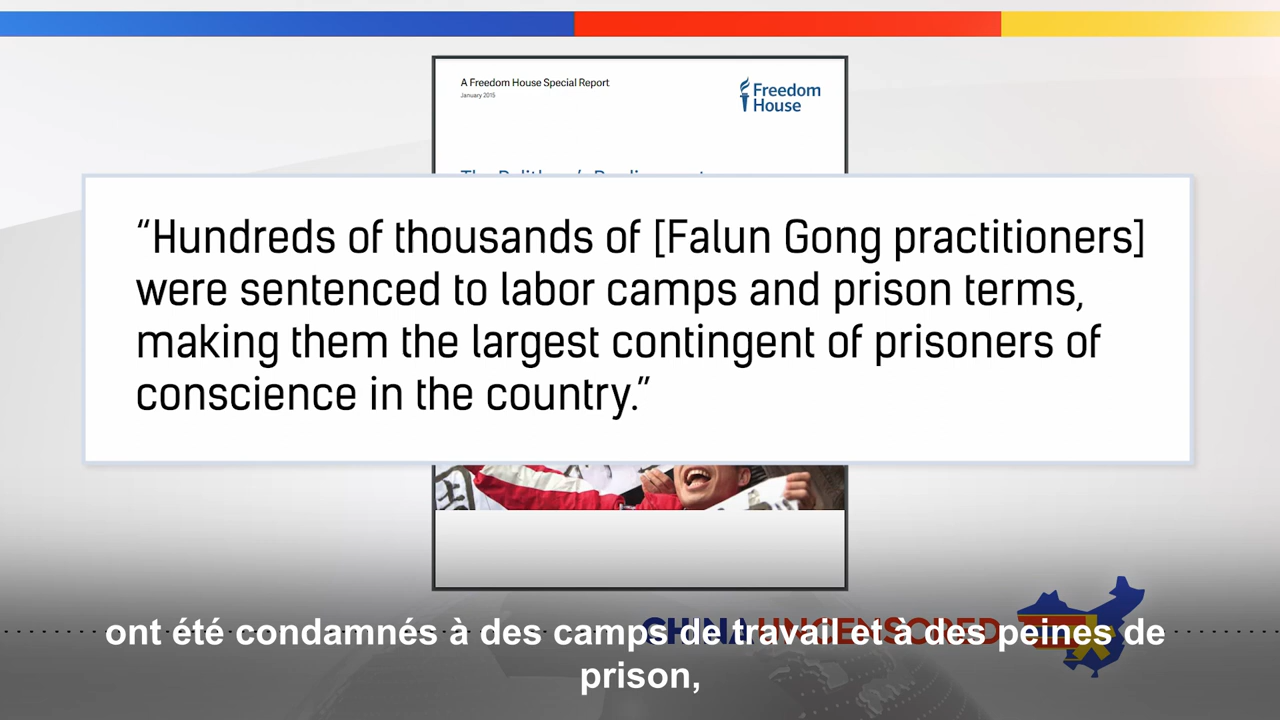 A Freedom House Special Report
January 2015
Freedom
House
“Hundreds of thousands of [Falun Gong practitioners]
were sentenced to labor camps and prison terms,
making them the largest contingent of prisoners of
conscience in the country.”
CHINA UNCENSORED
ont été condamnés à des camps de travail et à des peines de
prison,